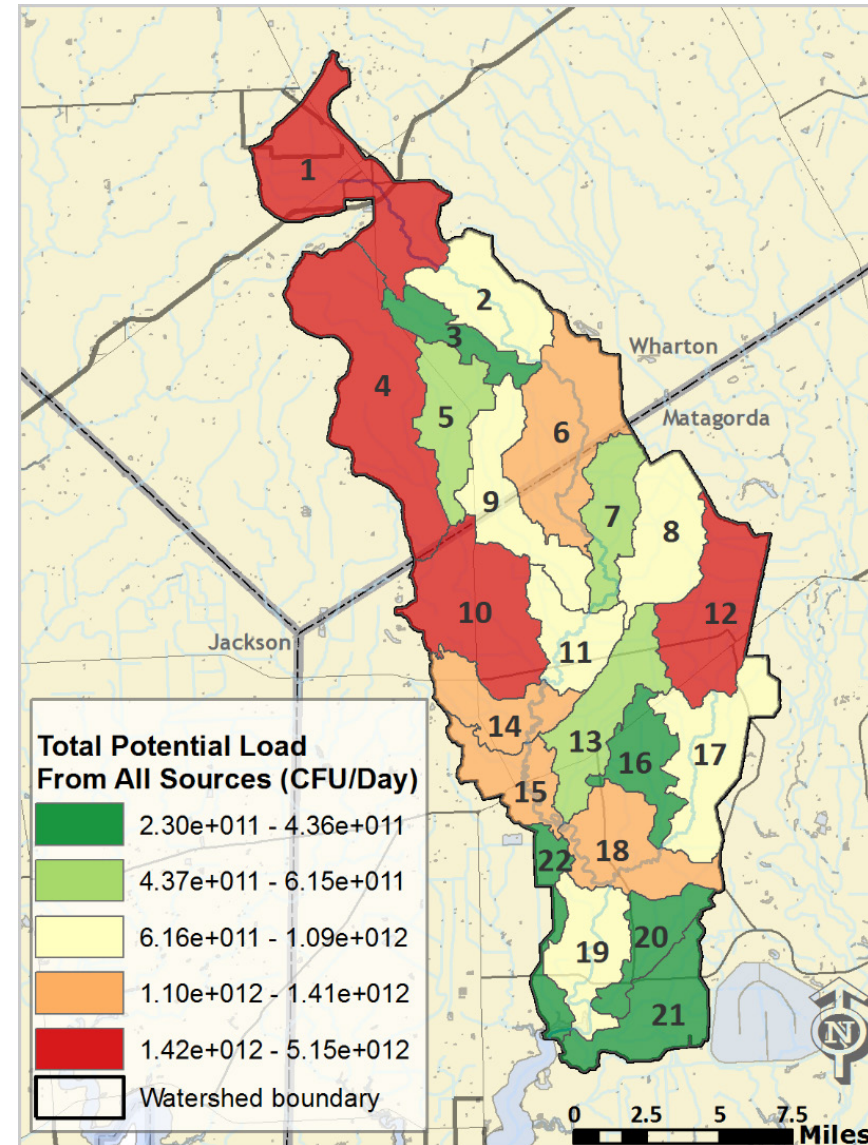 1
2
3
Wharton
4
5
6
Matagorda
7
8
9
10
12
Jackson
11
14
13
16
17
15
18
22
19
20
21
Total Potential Load
From All Sources (CFU/Day)
2.30e+011 - 4.36e+011
4.37e+011 - 6.15e+011
6.16e+011 - 1.09e+012
1.10e+012 - 1.41e+012
1.42e+012 - 5.15e+012
Watershed boundary
N
0 2.5 5 7.5
Miles